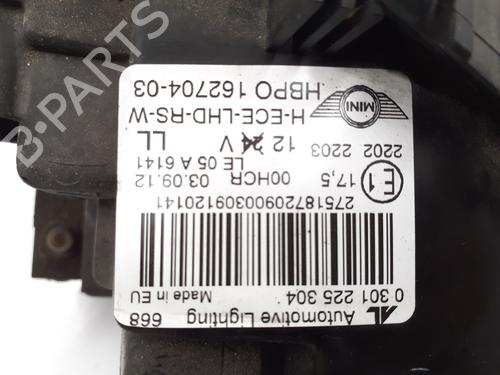 AL Automotive Lighting 668
0 301 225 304 Made in EU
27518720900309120141
E1 17,5 00HCR 03.09.12
LE 05 A 6141
2202 2203 12 24 V LL
H-ECE-LHD-RS-W
MINI HBPO 162704-03
B-PARTS